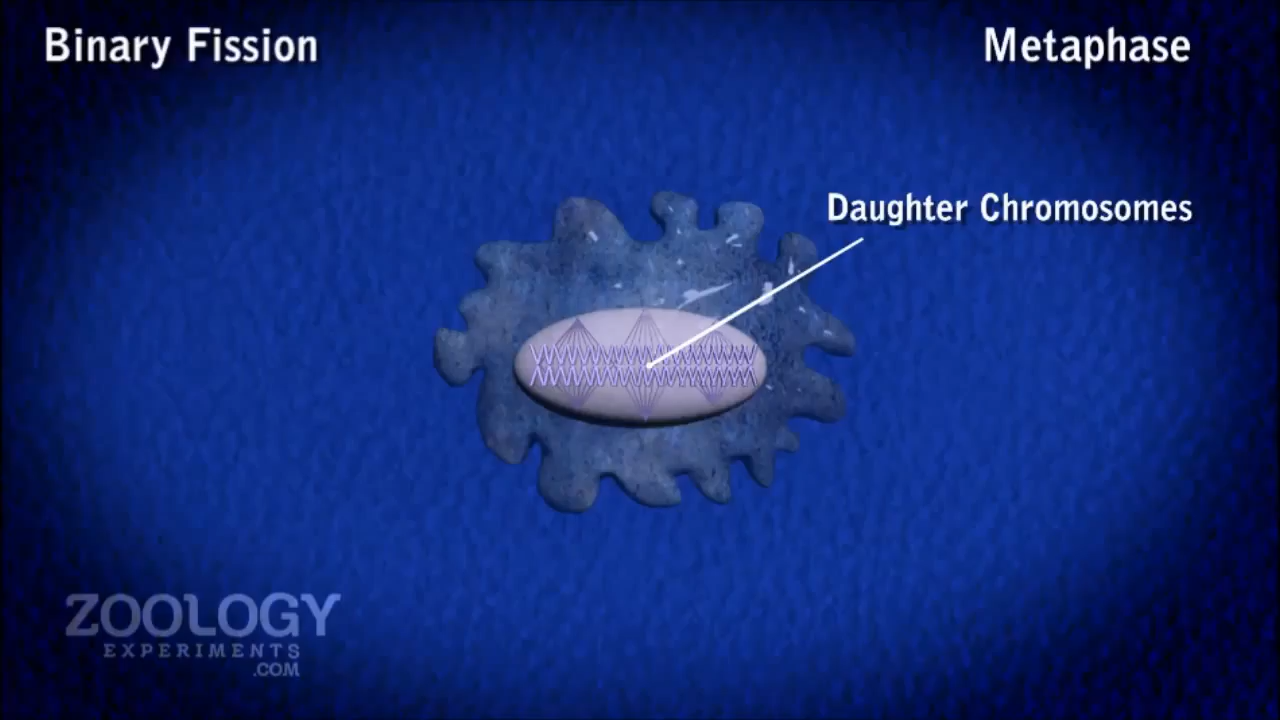 Binary Fission
Metaphase
Daughter Chromosomes
ZOOLOGY
EXPERIMENTS
.COM